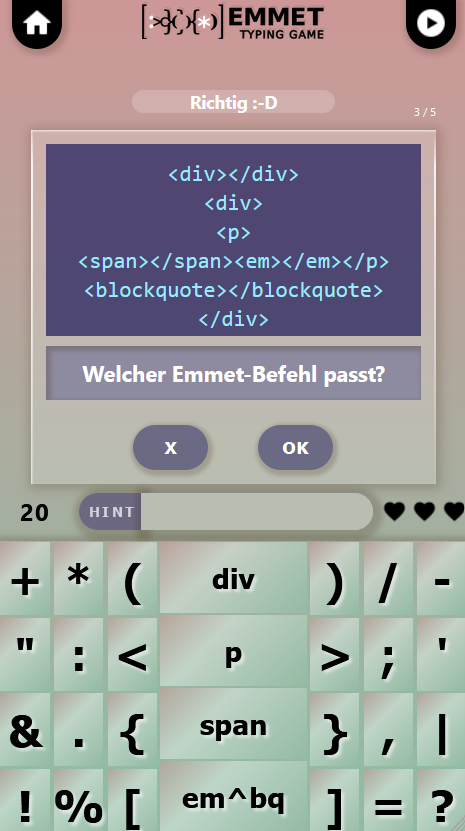 [:>d{(}{*)] EMMET
TYPING GAME
Richtig :-D
3 / 5
<div></div>
<div>
<p>
<span></span><em></em></p>
<blockquote></blockquote>
</div>
Welcher Emmet-Befehl passt?
X OK
20 HINT
+ * ( div ) / -
" : < p > ; '
& . { span } , |
! % [ em^bq ] = ?